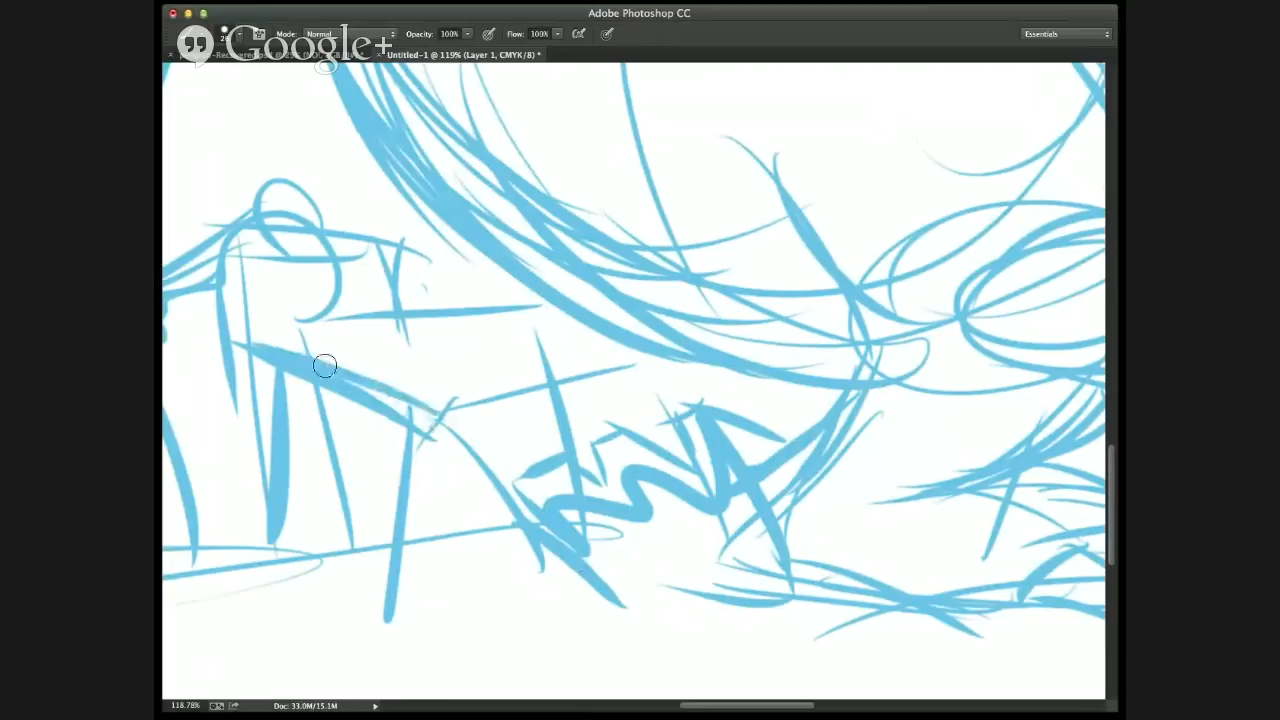 Adobe Photoshop CC
Google+
Mode: Normal Opacity: 100% Flow: 100% Essentials
Untitled-1 @ 119% (Layer 1, CMYK/8) *
118.78% Doc: 33.0M/15.1M